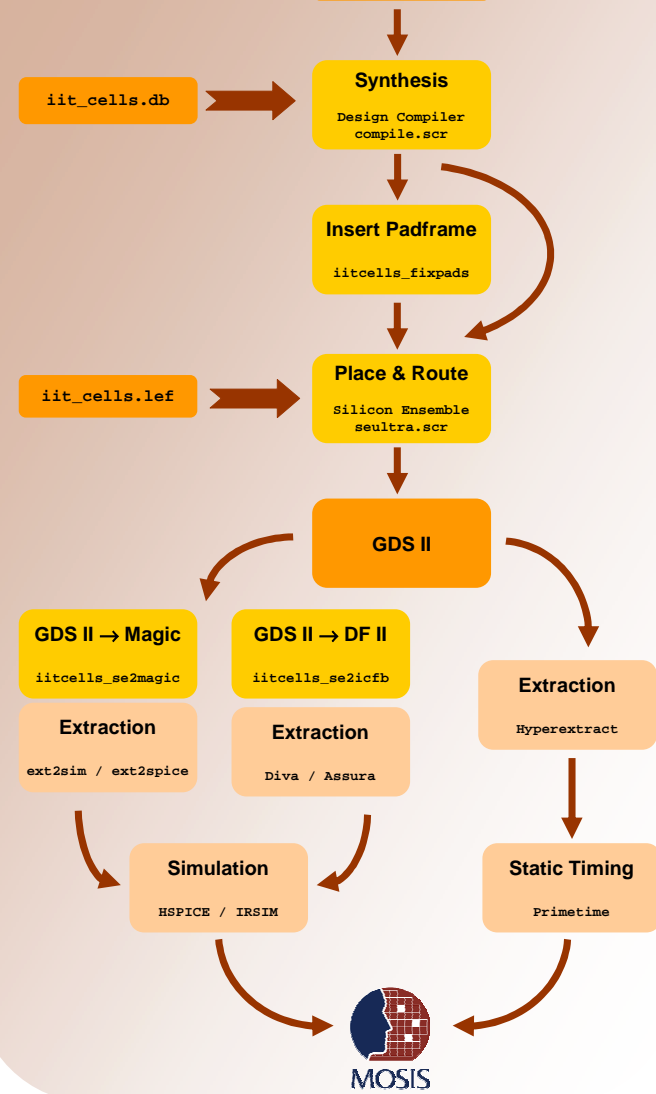 Synthesis
iit_cells.db
Design Compiler
compile.scr
Insert Padframe
iitcells_fixpads
Place & Route
iit_cells.lef
Silicon Ensemble
seultra.scr
GDS II
GDS II → Magic
iitcells_se2magic
GDS II → DF II
iitcells_se2icfb
Extraction
ext2sim / ext2spice
Extraction
Diva / Assura
Extraction
Hyperextract
Simulation
HSPICE / IRSIM
Static Timing
Primetime
MOSIS